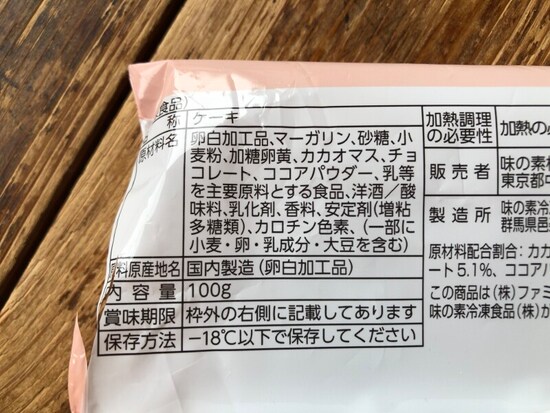 食品)
称 ケーキ
原材料名 卵白加工品、マーガリン、砂糖、小
麦粉、加糖卵黄、カカオマス、チョ
コレート、ココアパウダー、乳等
を主要原料とする食品、洋酒／酸
味料、乳化剤、香料、安定剤(増粘
多糖類)、カロチン色素、(一部に
小麦・卵・乳成分・大豆を含む)
料原産地名 国内製造(卵白加工品)
内容量 100g
賞味期限 枠外の右側に記載してあります
保存方法 −18℃以下で保存してください
加熱調理
の必要性 加熱の
販売者 味の素
東京都中
製造所 味の素冷
群馬県邑
原材料配合割合：カカ
ート5.1%、ココア
この商品は(株)ファミ
味の素冷凍食品(株)か